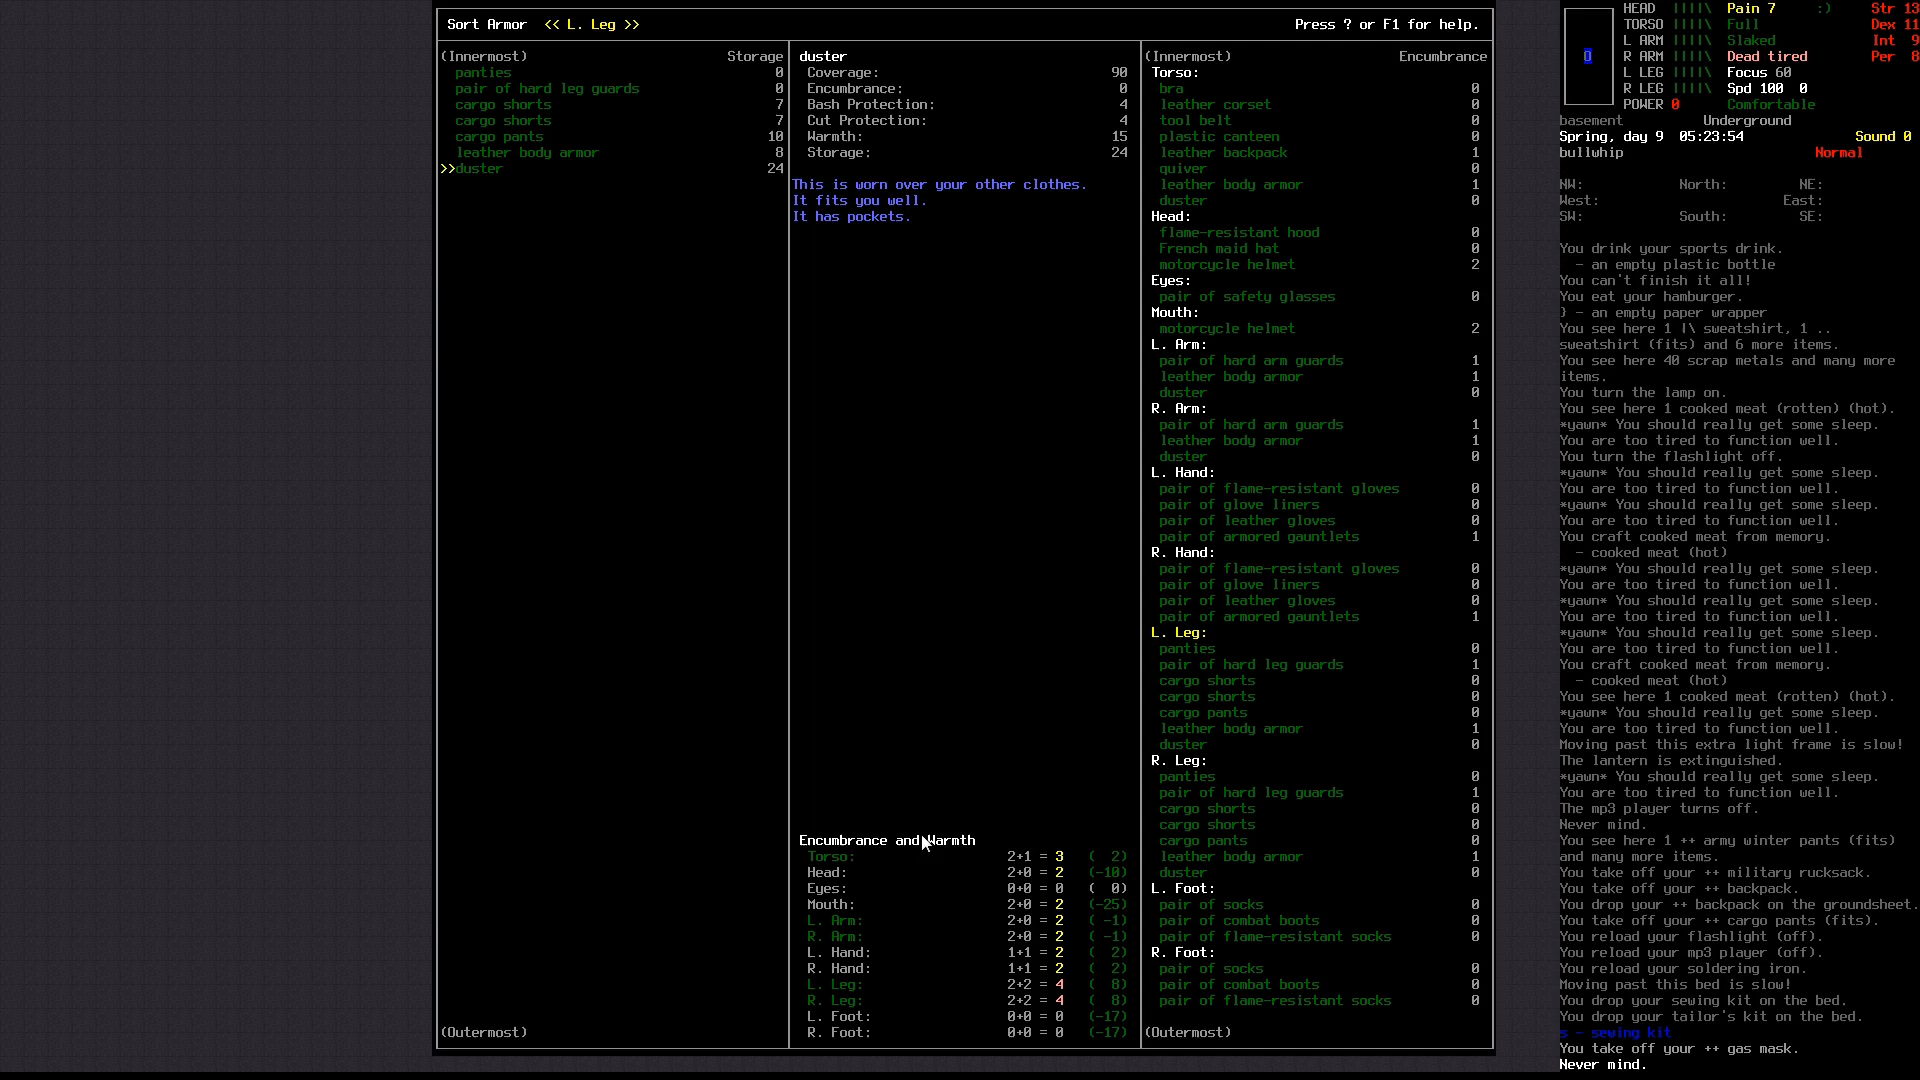 Sort Armor  << L. Leg >>  Press ? or F1 for help.
(Innermost)  Storage
panties  0
pair of hard leg guards  0
cargo shorts  7
cargo shorts  7
cargo pants  10
leather body armor  8
>>duster  24
(Outermost)
duster
Coverage:  90
Encumbrance:  0
Bash Protection:  4
Cut Protection:  4
Warmth:  15
Storage:  24
This is worn over your other clothes.
It fits you well.
It has pockets.
Encumbrance and Warmth
Torso:  2+1 = 3  (  2)
Head:  2+0 = 2  (-10)
Eyes:  0+0 = 0  (  0)
Mouth:  2+0 = 2  (-25)
L. Arm:  2+0 = 2  ( -1)
R. Arm:  2+0 = 2  ( -1)
L. Hand:  1+1 = 2  (  2)
R. Hand:  1+1 = 2  (  2)
L. Leg:  2+2 = 4  (  8)
R. Leg:  2+2 = 4  (  8)
L. Foot:  0+0 = 0  (-17)
R. Foot:  0+0 = 0  (-17)
(Innermost)  Encumbrance
Torso:
bra  0
leather corset  0
tool belt  0
plastic canteen  0
leather backpack  1
quiver  0
leather body armor  1
duster  0
Head:
flame-resistant hood  0
French maid hat  0
motorcycle helmet  2
Eyes:
pair of safety glasses  0
Mouth:
motorcycle helmet  2
L. Arm:
pair of hard arm guards  1
leather body armor  1
duster  0
R. Arm:
pair of hard arm guards  1
leather body armor  1
duster  0
L. Hand:
pair of flame-resistant gloves  0
pair of glove liners  0
pair of leather gloves  0
pair of armored gauntlets  1
R. Hand:
pair of flame-resistant gloves  0
pair of glove liners  0
pair of leather gloves  0
pair of armored gauntlets  1
L. Leg:
panties  0
pair of hard leg guards  1
cargo shorts  0
cargo shorts  0
cargo pants  0
leather body armor  1
duster  0
R. Leg:
panties  0
pair of hard leg guards  1
cargo shorts  0
cargo shorts  0
cargo pants  0
leather body armor  1
duster  0
L. Foot:
pair of socks  0
pair of combat boots  0
pair of flame-resistant socks  0
R. Foot:
pair of socks  0
pair of combat boots  0
pair of flame-resistant socks  0
(Outermost)
0
HEAD  ||||\  Pain 7  :)  Str 13
TORSO  ||||\  Full  Dex 11
L ARM  ||||\  Slaked  Int  9
R ARM  ||||\  Dead tired  Per  8
L LEG  ||||\  Focus 60
R LEG  ||||\  Spd 100  0
POWER 0  Comfortable
basement  Underground
Spring, day 9  05:23:54  Sound 0
bullwhip  Normal
NW:  North:  NE:
West:  East:
SW:  South:  SE:
You drink your sports drink.
- an empty plastic bottle
You can't finish it all!
You eat your hamburger.
} - an empty paper wrapper
You see here 1 |\ sweatshirt, 1 ..
sweatshirt (fits) and 6 more items.
You see here 40 scrap metals and many more
items.
You turn the lamp on.
You see here 1 cooked meat (rotten) (hot).
*yawn* You should really get some sleep.
You are too tired to function well.
You turn the flashlight off.
*yawn* You should really get some sleep.
You are too tired to function well.
*yawn* You should really get some sleep.
You are too tired to function well.
You craft cooked meat from memory.
- cooked meat (hot)
*yawn* You should really get some sleep.
You are too tired to function well.
*yawn* You should really get some sleep.
You are too tired to function well.
*yawn* You should really get some sleep.
You are too tired to function well.
You craft cooked meat from memory.
- cooked meat (hot)
You see here 1 cooked meat (rotten) (hot).
*yawn* You should really get some sleep.
You are too tired to function well.
Moving past this extra light frame is slow!
The lantern is extinguished.
*yawn* You should really get some sleep.
You are too tired to function well.
The mp3 player turns off.
Never mind.
You see here 1 ++ army winter pants (fits)
and many more items.
You take off your ++ military rucksack.
You take off your ++ backpack.
You drop your ++ backpack on the groundsheet.
You take off your ++ cargo pants (fits).
You reload your flashlight (off).
You reload your mp3 player (off).
You reload your soldering iron.
Moving past this bed is slow!
You drop your sewing kit on the bed.
You drop your tailor's kit on the bed.
s - sewing kit
You take off your ++ gas mask.
Never mind.